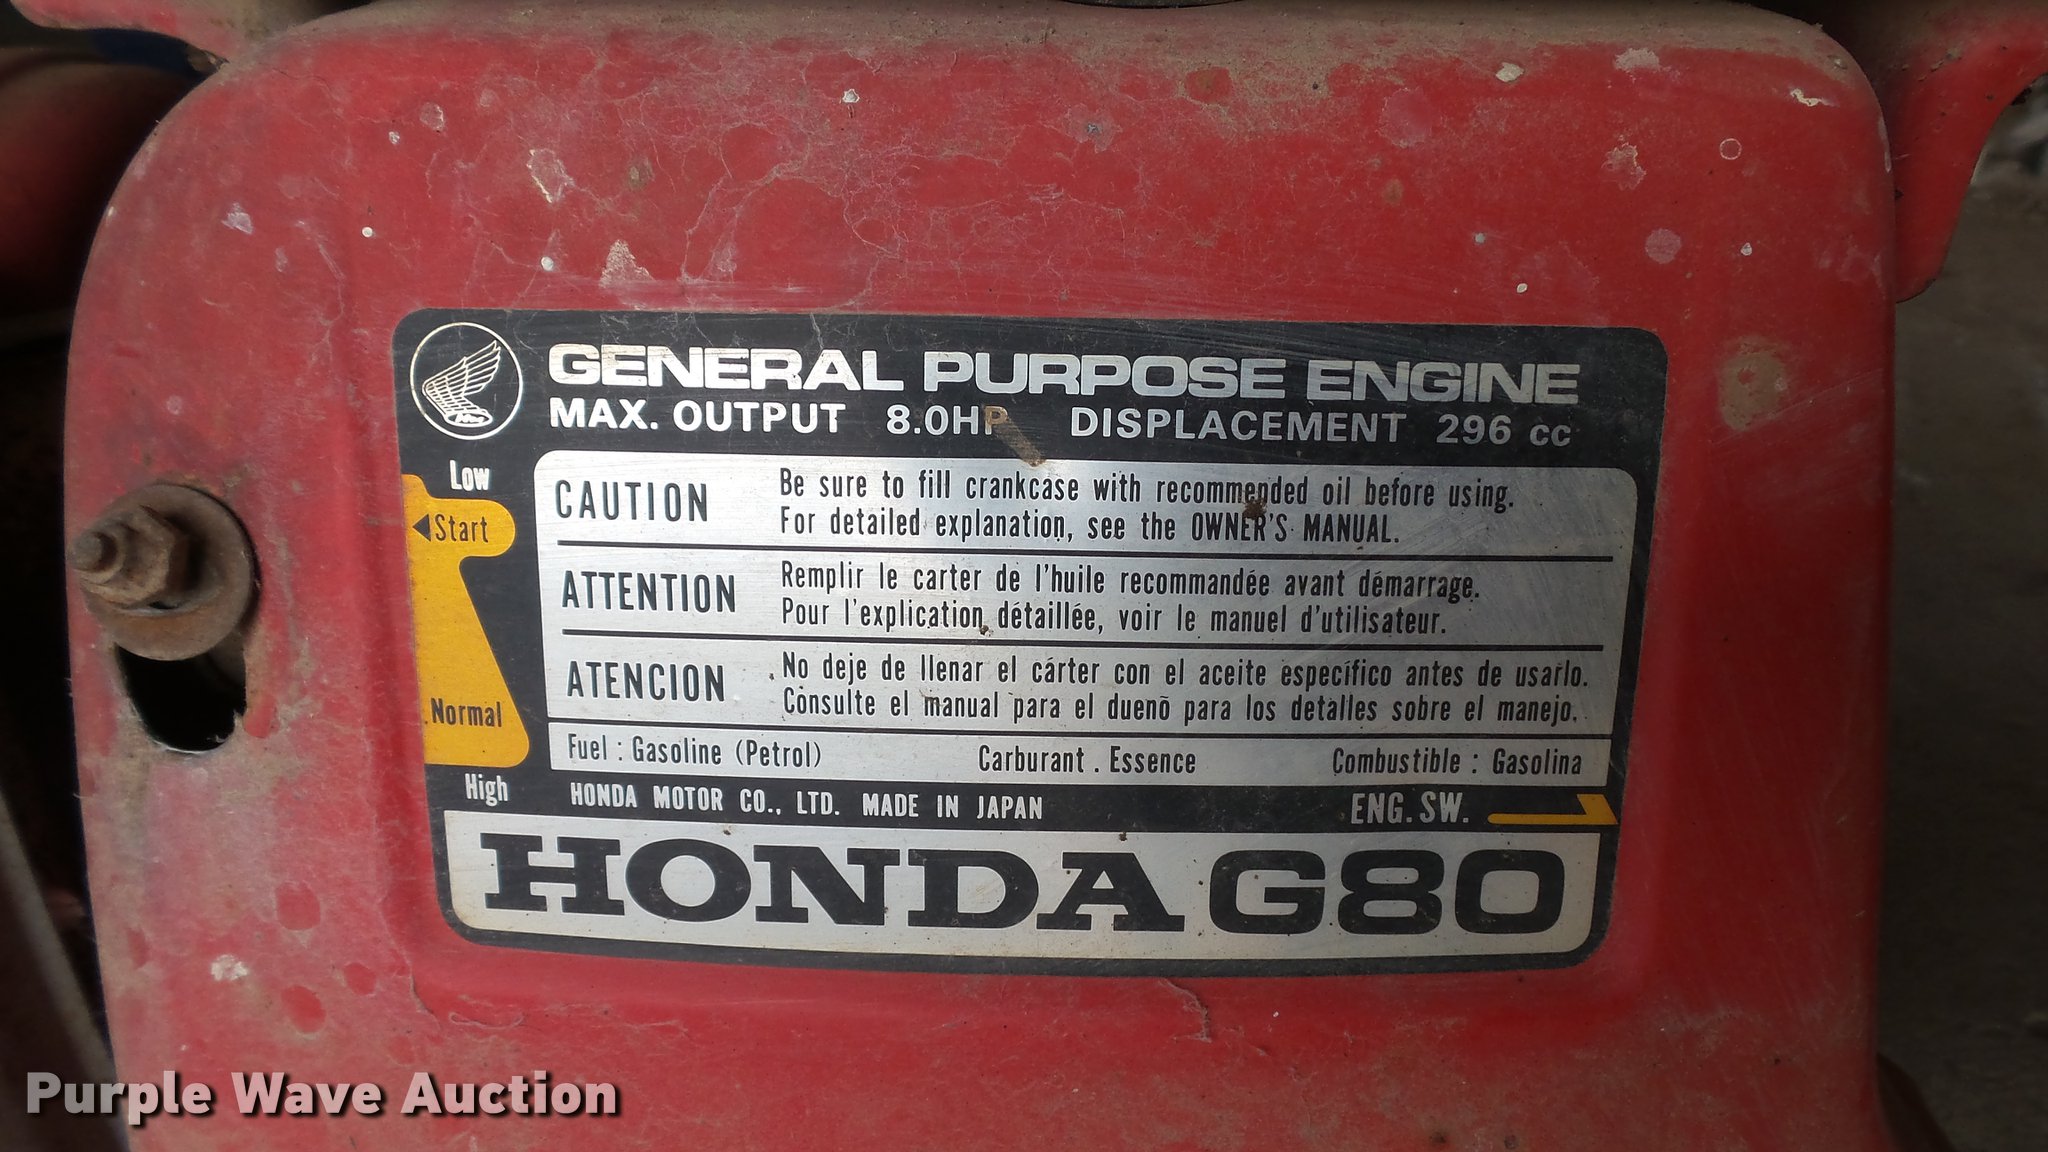 GENERAL PURPOSE ENGINE
MAX. OUTPUT 8.0HP DISPLACEMENT 296 cc
Low
◀Start
Normal
High
CAUTION
Be sure to fill crankcase with recommended oil before using.
For detailed explanation, see the OWNER'S MANUAL.
ATTENTION
Remplir le carter de l'huile recommandée avant démarrage.
Pour l'explication détaillée, voir le manuel d'utilisateur.
ATENCION
No deje de llenar el cárter con el aceite específico antes de usarlo.
Consulte el manual para el duenõ para los detalles sobre el manejo.
Fuel : Gasoline (Petrol) Carburant . Essence Combustible : Gasolina
HONDA MOTOR CO., LTD. MADE IN JAPAN ENG. SW.
HONDA G80
Purple Wave Auction